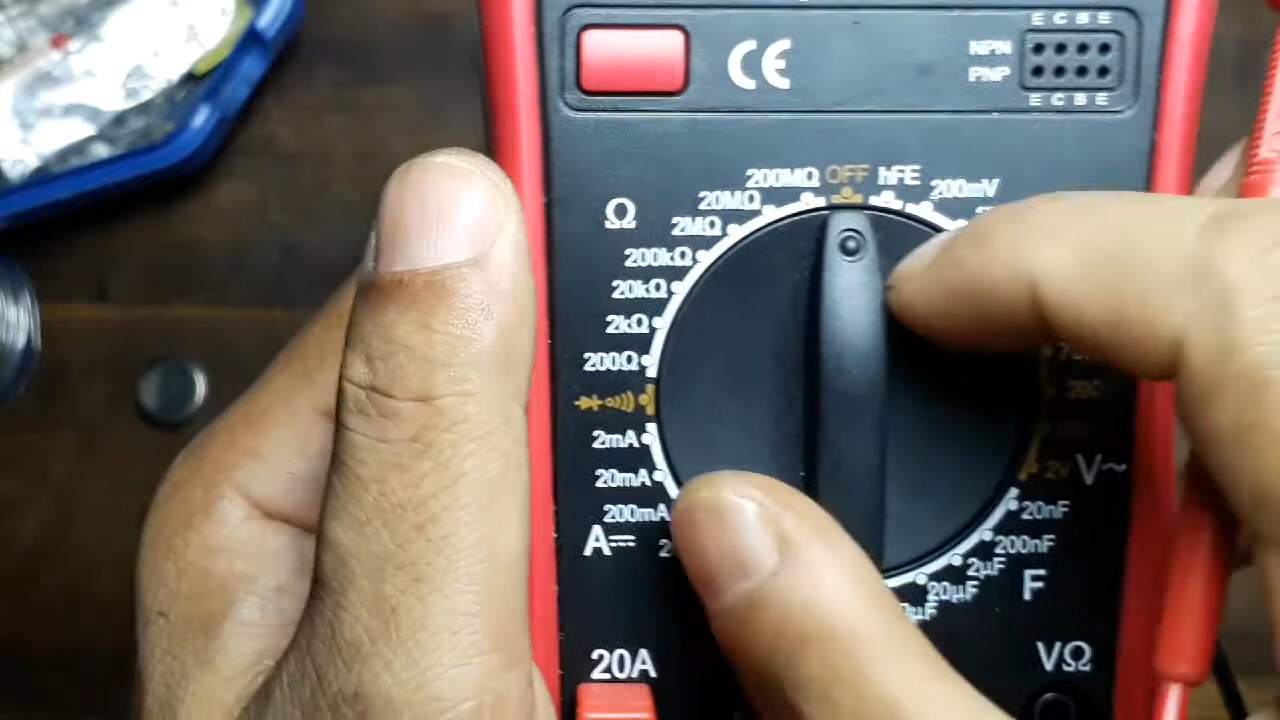 E C B E
NPN
PNP
E C B E
CE
200MΩ
OFF
hFE
200mV
20MΩ
2MΩ
Ω
200kΩ
20kΩ
2kΩ
200Ω
2mA
20mA
200mA
A
2V
V~
20nF
200nF
2µF
20µF
F
20A
VΩ